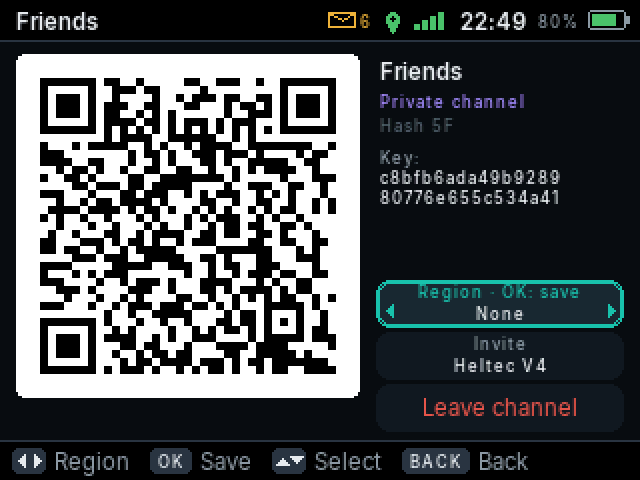 Friends
6
22:49
80%
Friends
Private channel
Hash 5F
Key:
c8bfb6ada49b9289
80776e655c534a41
Region - OK: save
None
Invite
Heltec V4
Leave channel
Region
OK Save
Select
BACK Back